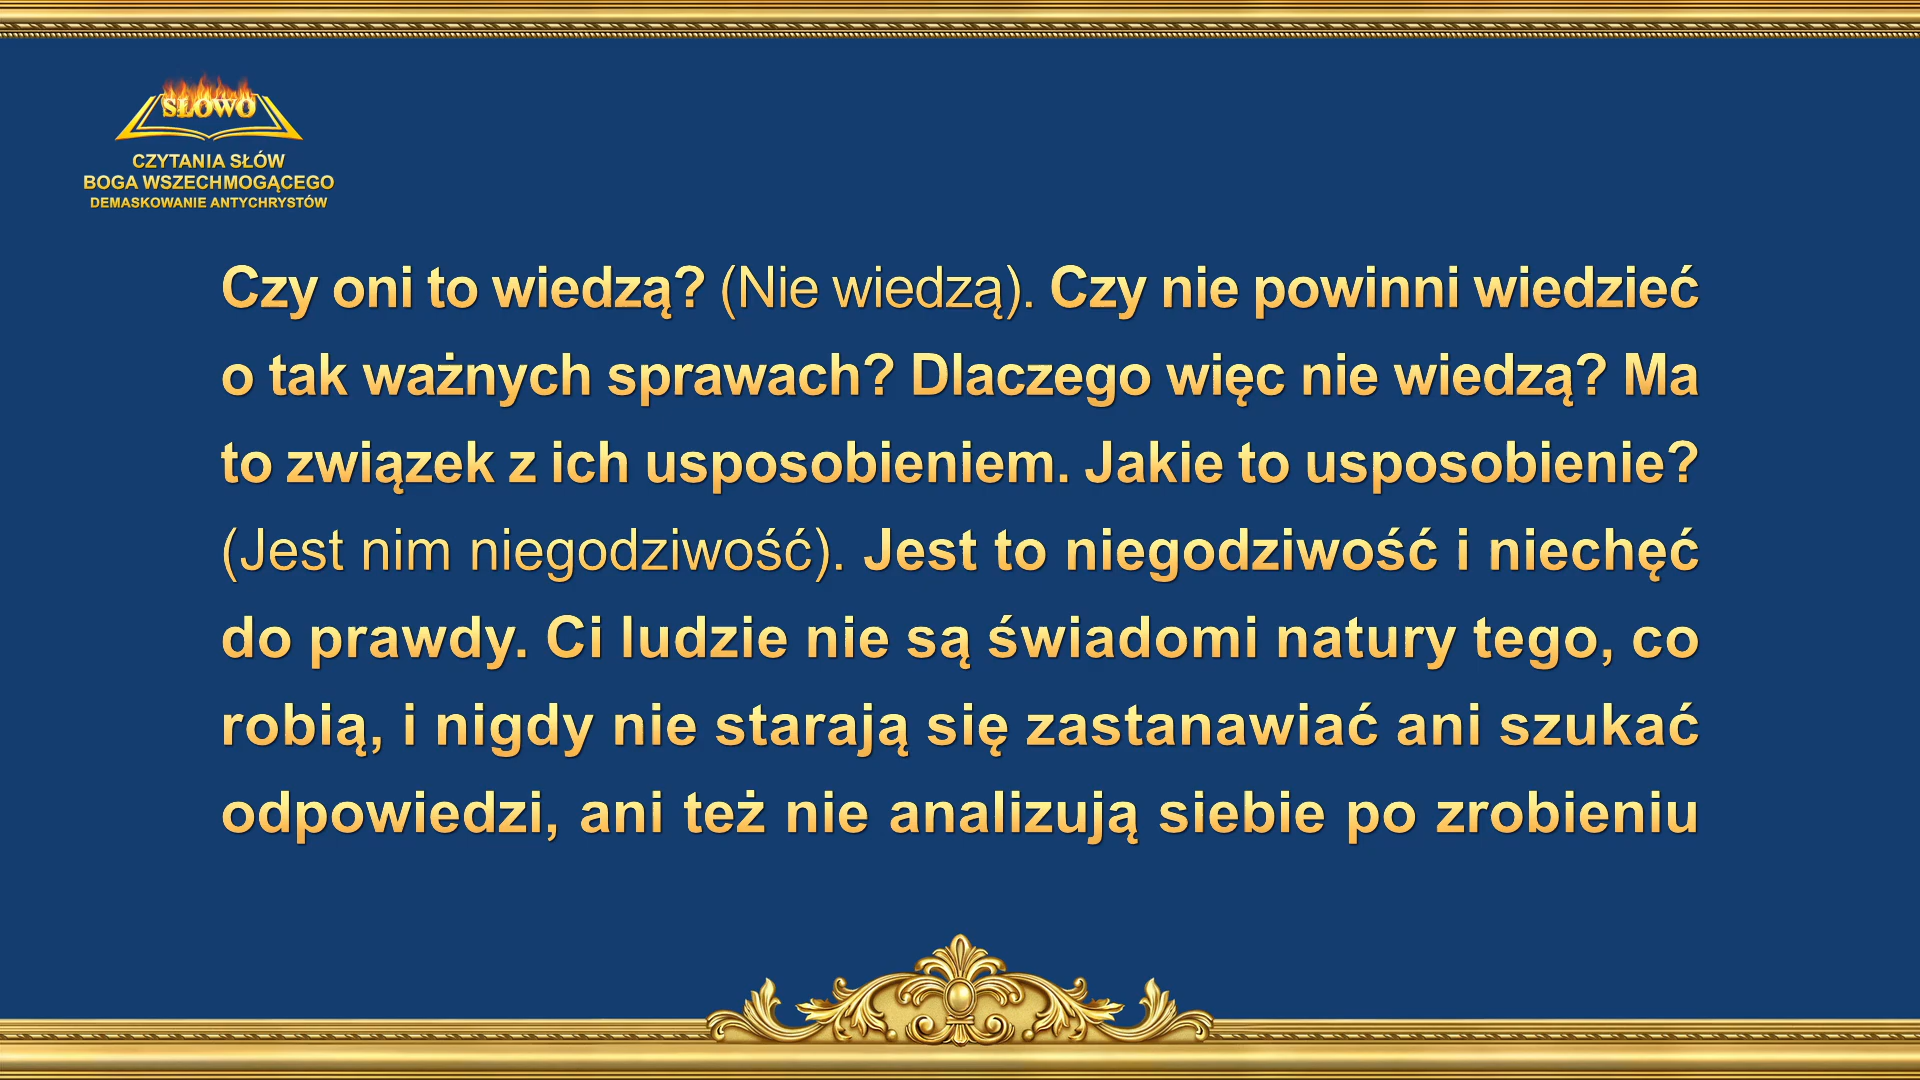 SŁOWO
CZYTANIA SŁÓW
BOGA WSZECHMOGĄCEGO
DEMASKOWANIE ANTYCHRYSTÓW
Czy oni to wiedzą? (Nie wiedzą). Czy nie powinni wiedzieć
o tak ważnych sprawach? Dlaczego więc nie wiedzą? Ma
to związek z ich usposobieniem. Jakie to usposobienie?
(Jest nim niegodziwość). Jest to niegodziwość i niechęć
do prawdy. Ci ludzie nie są świadomi natury tego, co
robią, i nigdy nie starają się zastanawiać ani szukać
odpowiedzi, ani też nie analizują siebie po zrobieniu